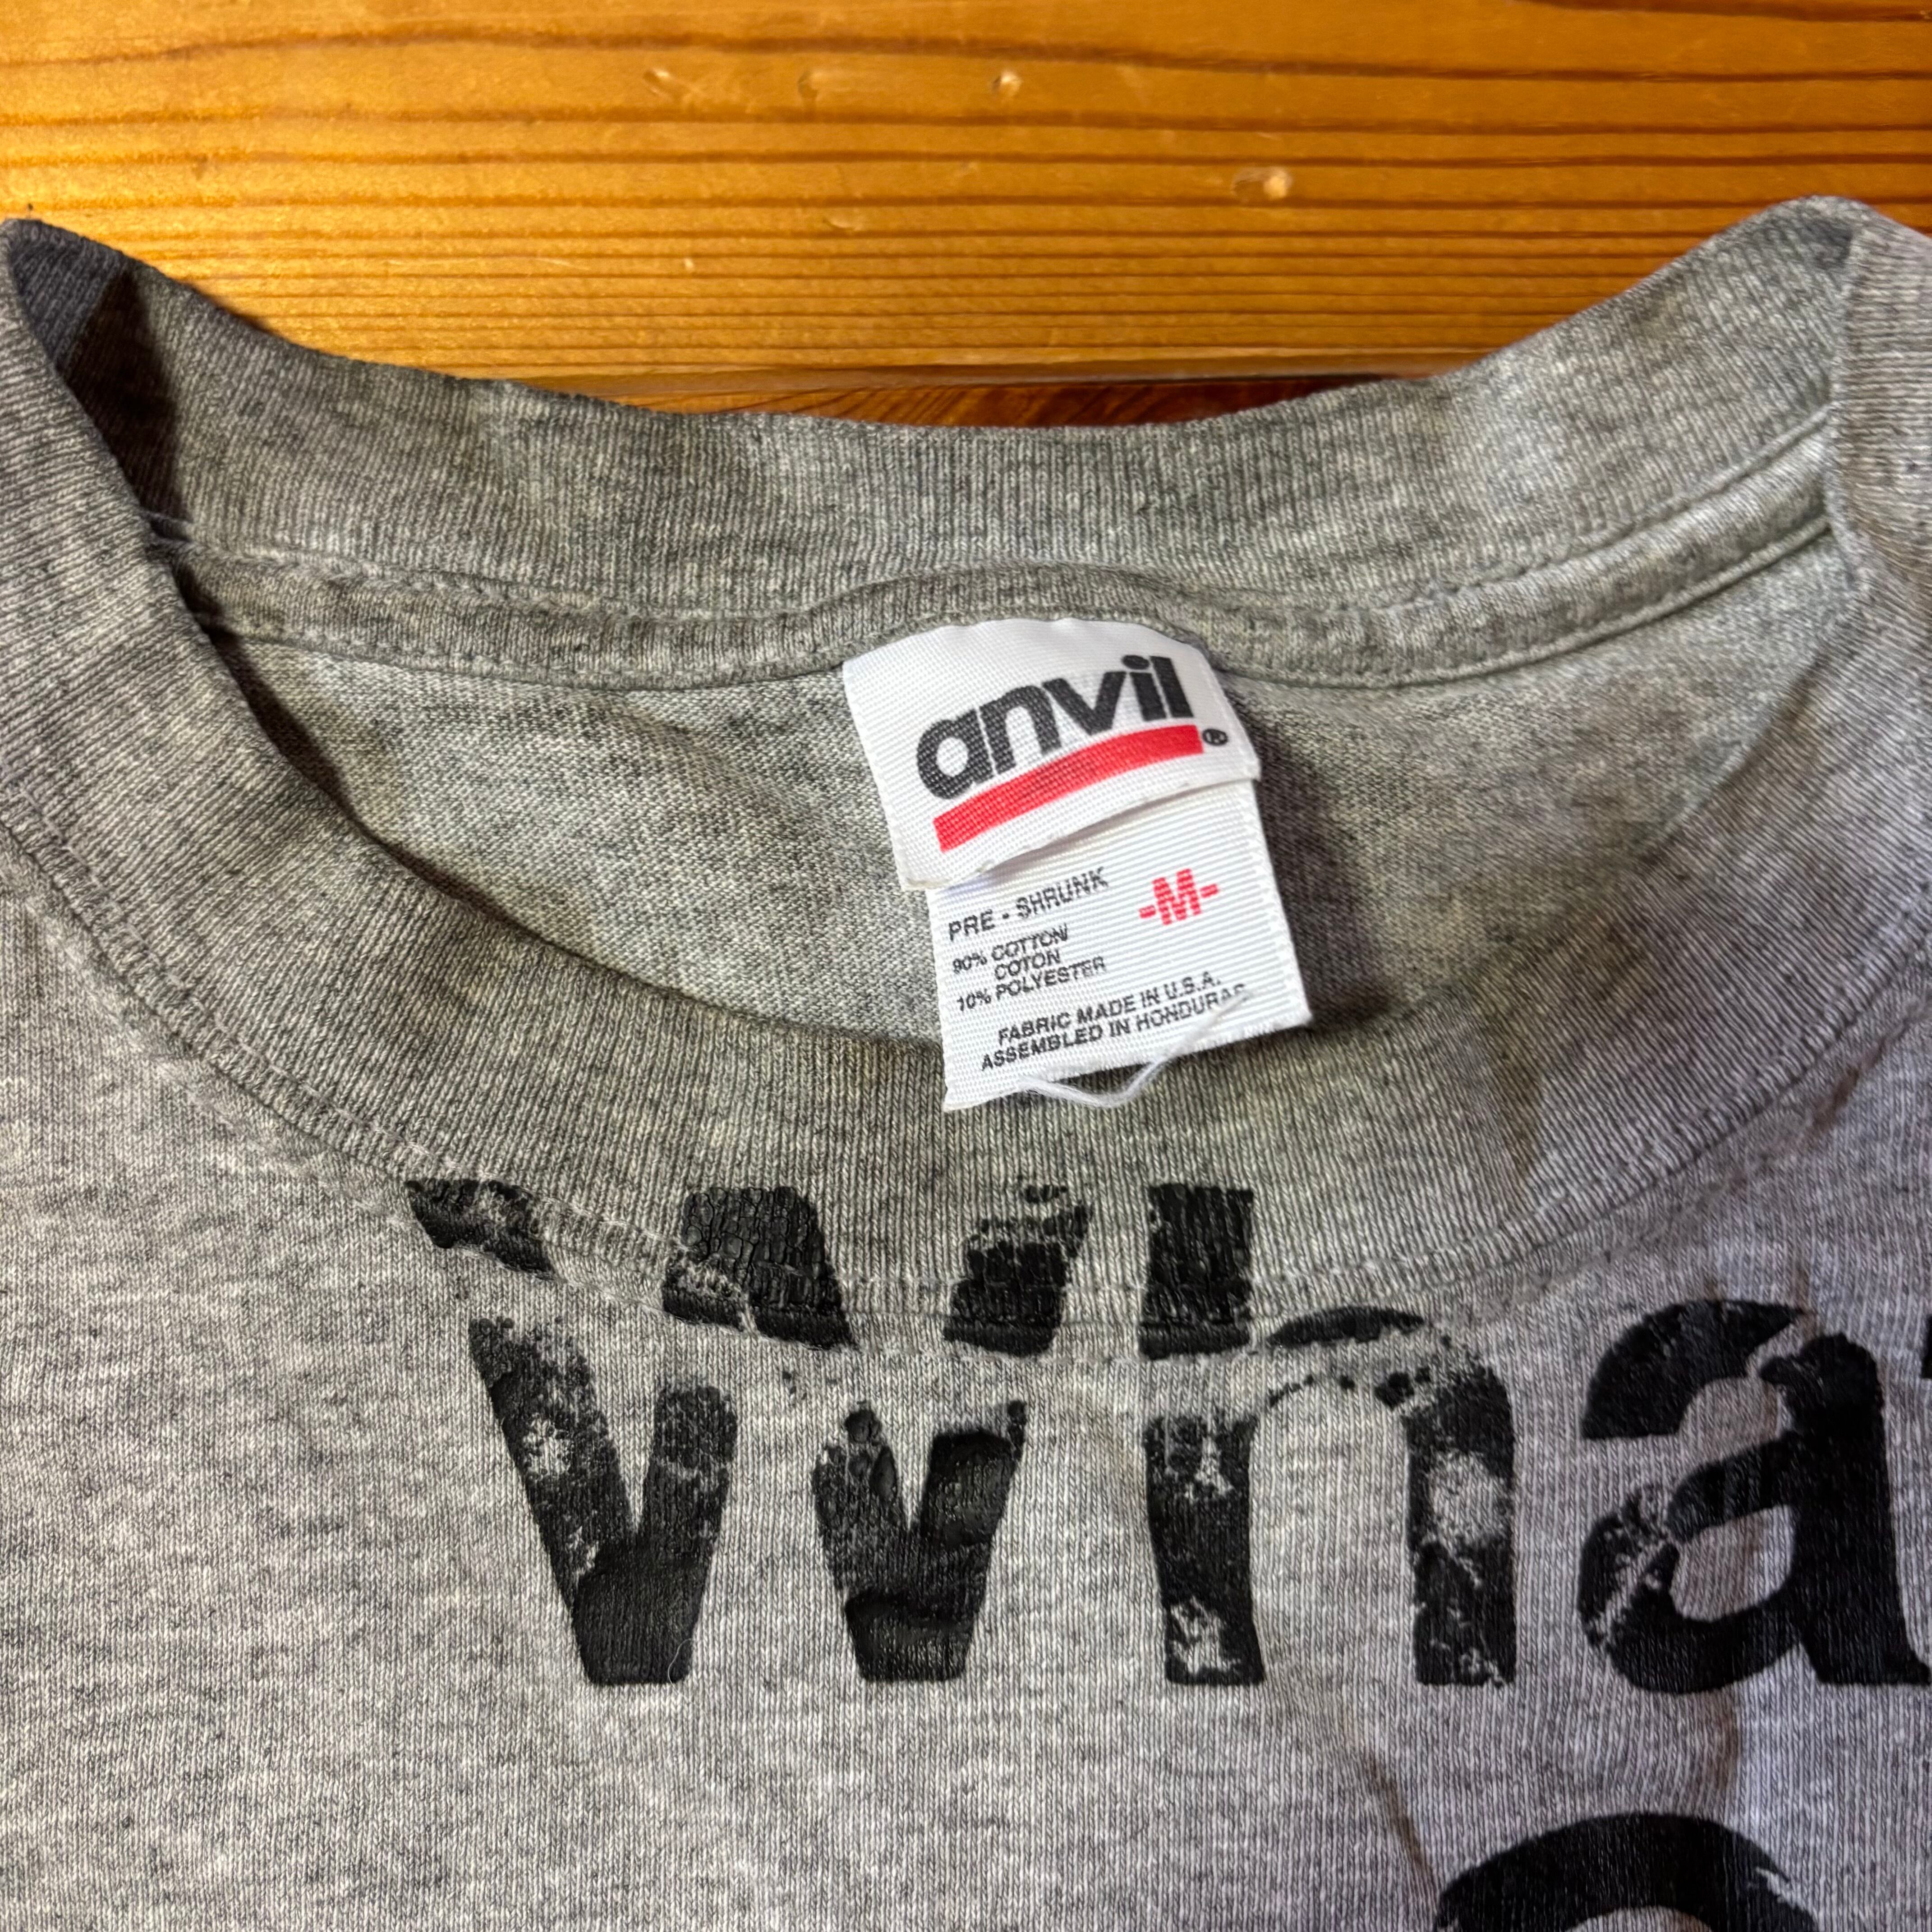 anvil®
PRE - SHRUNK -M-
90% COTTON
COTON
10% POLYESTER
FABRIC MADE IN U.S.A.
ASSEMBLED IN HONDURAS